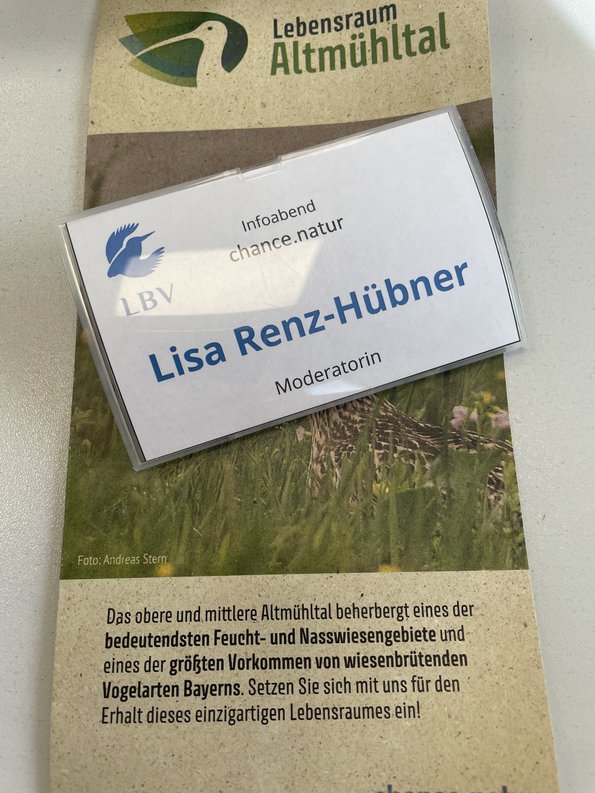 Lebensraum
Altmühltal
Infoabend
chance.natur
LBV
Lisa Renz-Hübner
Moderatorin
Foto: Andreas Stern
Das obere und mittlere Altmühltal beherbergt eines der
bedeutendsten Feucht- und Nasswiesengebiete und
eines der größten Vorkommen von wiesenbrütenden
Vogelarten Bayerns. Setzen Sie sich mit uns für den
Erhalt dieses einzigartigen Lebensraumes ein!